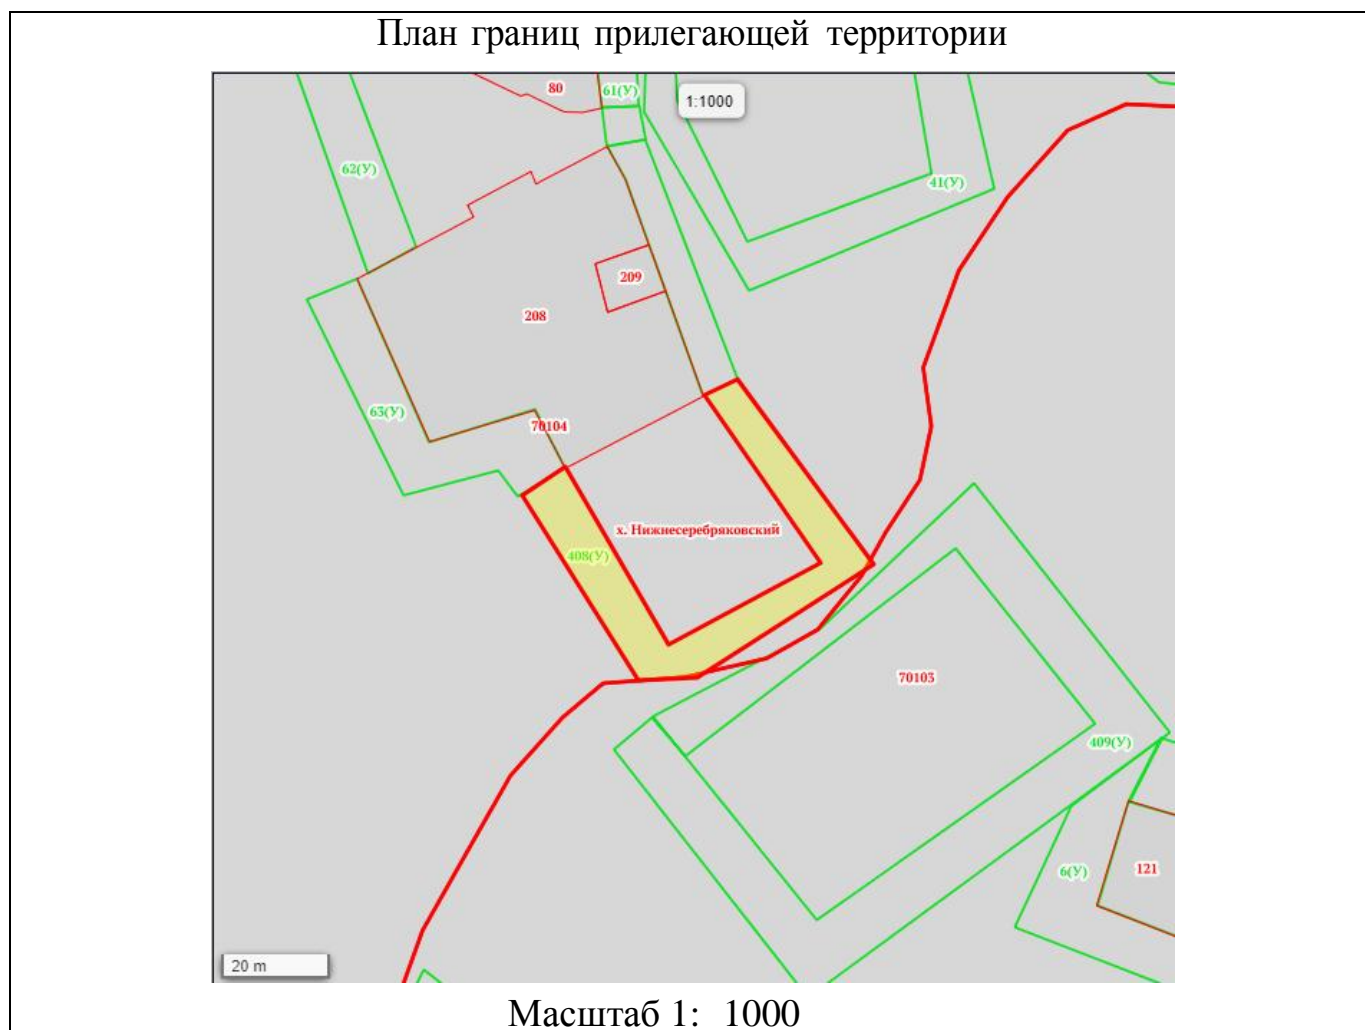 План границ прилегающей территории
80
61(У)
1:1000
62(У)
41(У)
209
208
63(У)
70104
х. Нижнесеребряковский
408(У)
70103
409(У)
6(У)
121
20 m
Масштаб 1: 1000